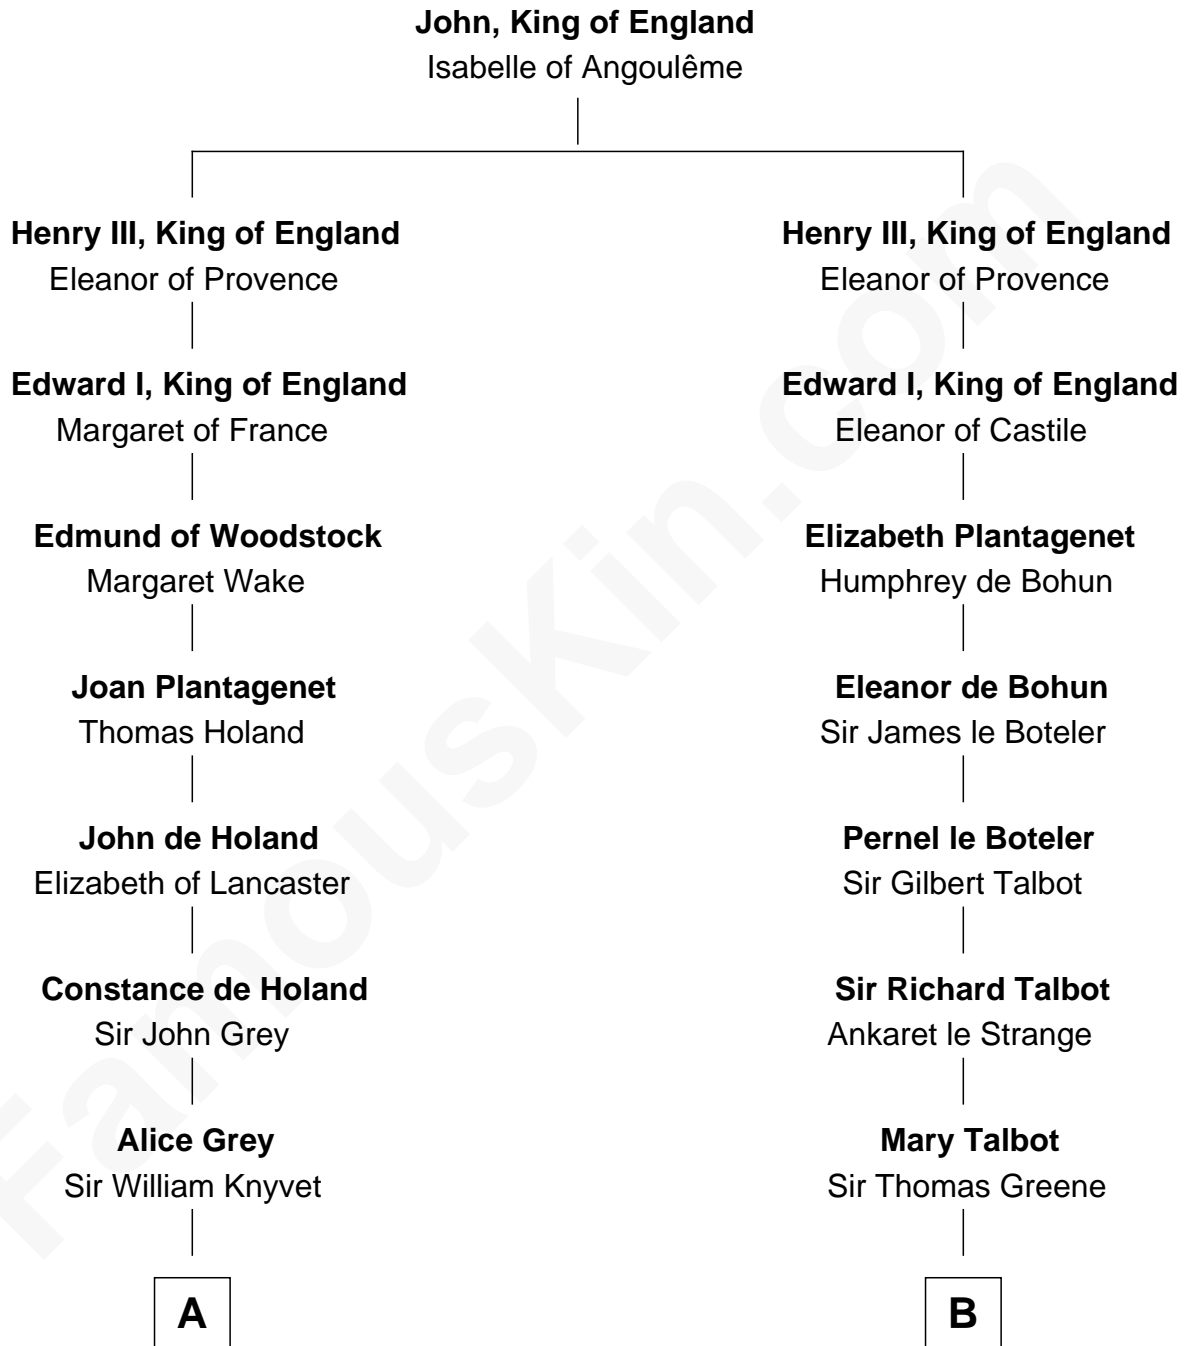 John, King of England
Isabelle of Angoulême
Henry III, King of England
Eleanor of Provence
Edward I, King of England
Margaret of France
Edmund of Woodstock
Margaret Wake
Joan Plantagenet
Thomas Holand
John de Holand
Elizabeth of Lancaster
Constance de Holand
Sir John Grey
Alice Grey
Sir William Knyvet
A
Henry III, King of England
Eleanor of Provence
Edward I, King of England
Eleanor of Castile
Elizabeth Plantagenet
Humphrey de Bohun
Eleanor de Bohun
Sir James le Boteler
Pernel le Boteler
Sir Gilbert Talbot
Sir Richard Talbot
Ankaret le Strange
Mary Talbot
Sir Thomas Greene
B
FamousKin.com